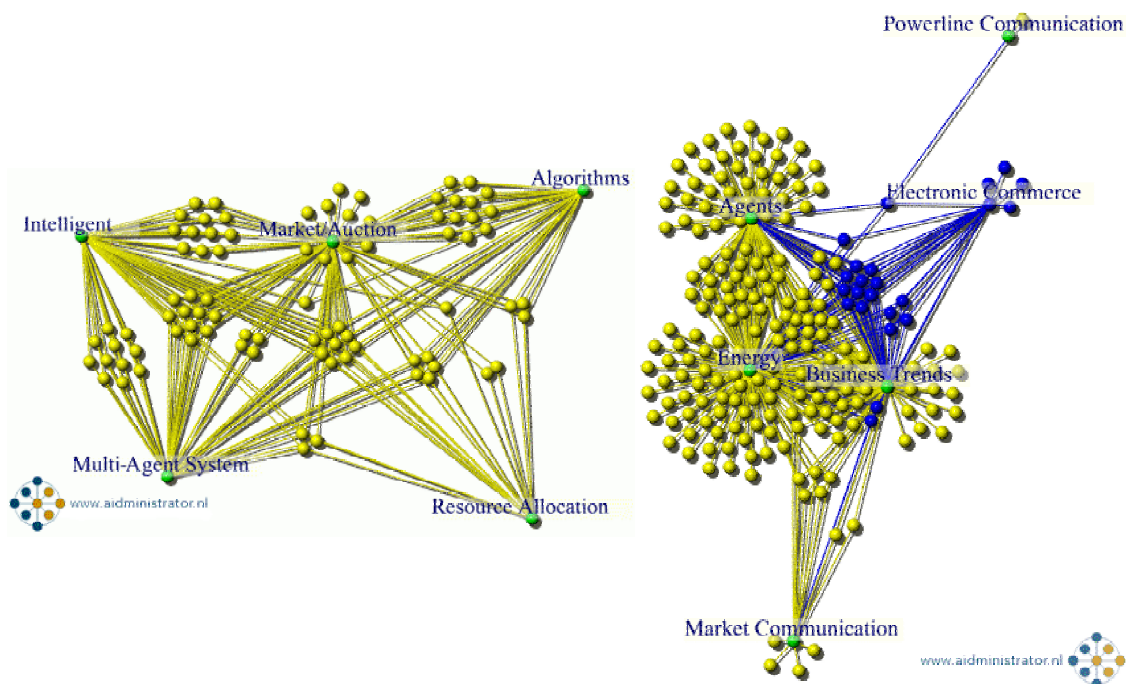 Powerline Communication
Algorithms
Intelligent
Market/Auction
Multi-Agent System
Resource Allocation
www.aidministrator.nl
Electronic Commerce
Agents
Energy
Business Trends
Market Communication
www.aidministrator.nl